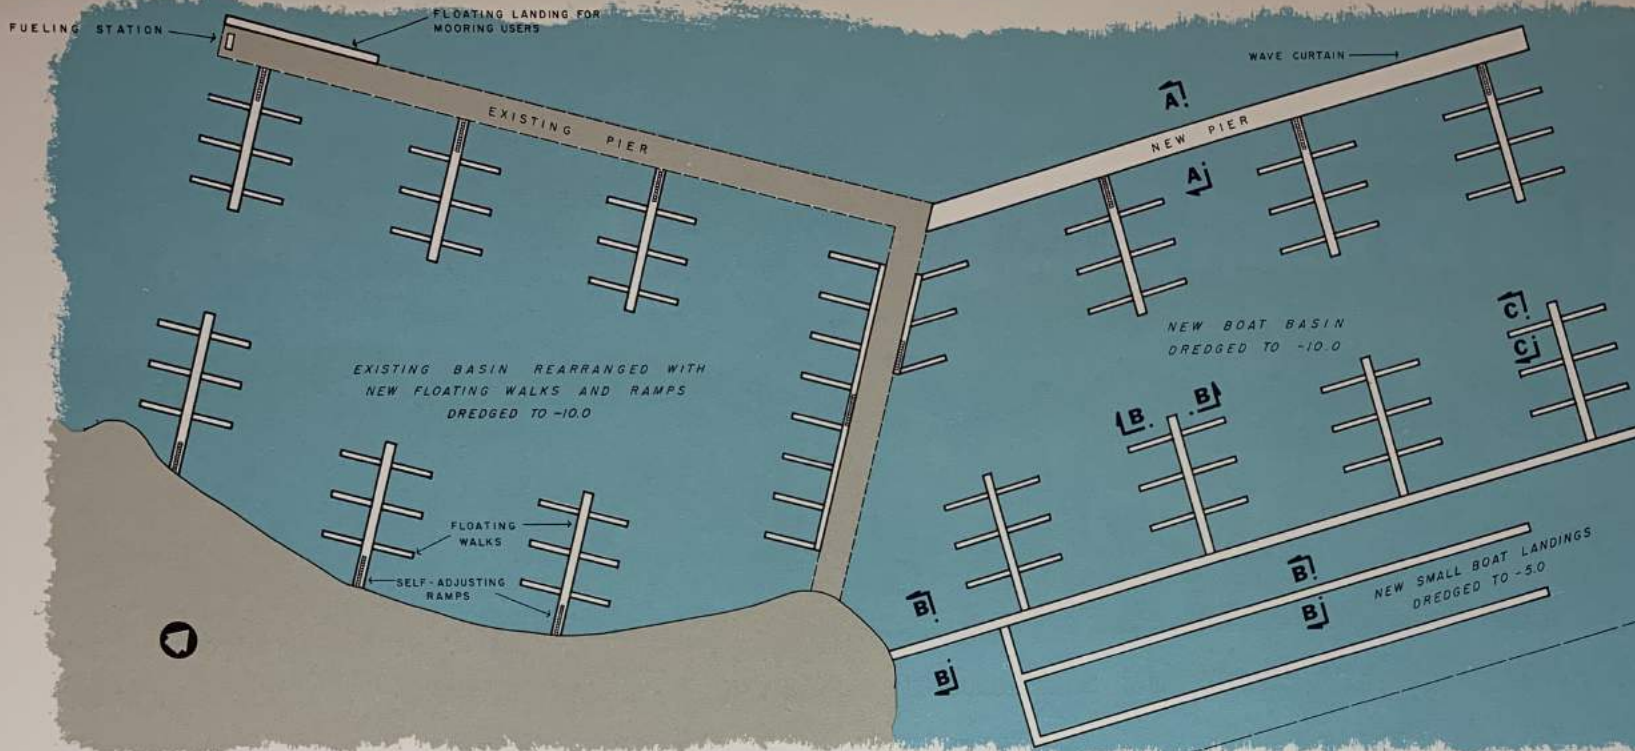 FUELING STATION
FLOATING LANDING FOR
MOORING USERS
WAVE CURTAIN
EXISTING PIER
NEW PIER
A
A
EXISTING BASIN REARRANGED WITH
NEW FLOATING WALKS AND RAMPS
DREDGED TO -10.0
NEW BOAT BASIN
DREDGED TO -10.0
C
C
B
B
FLOATING
WALKS
SELF-ADJUSTING
RAMPS
B
B
B
B
NEW SMALL BOAT LANDINGS
DREDGED TO -5.0